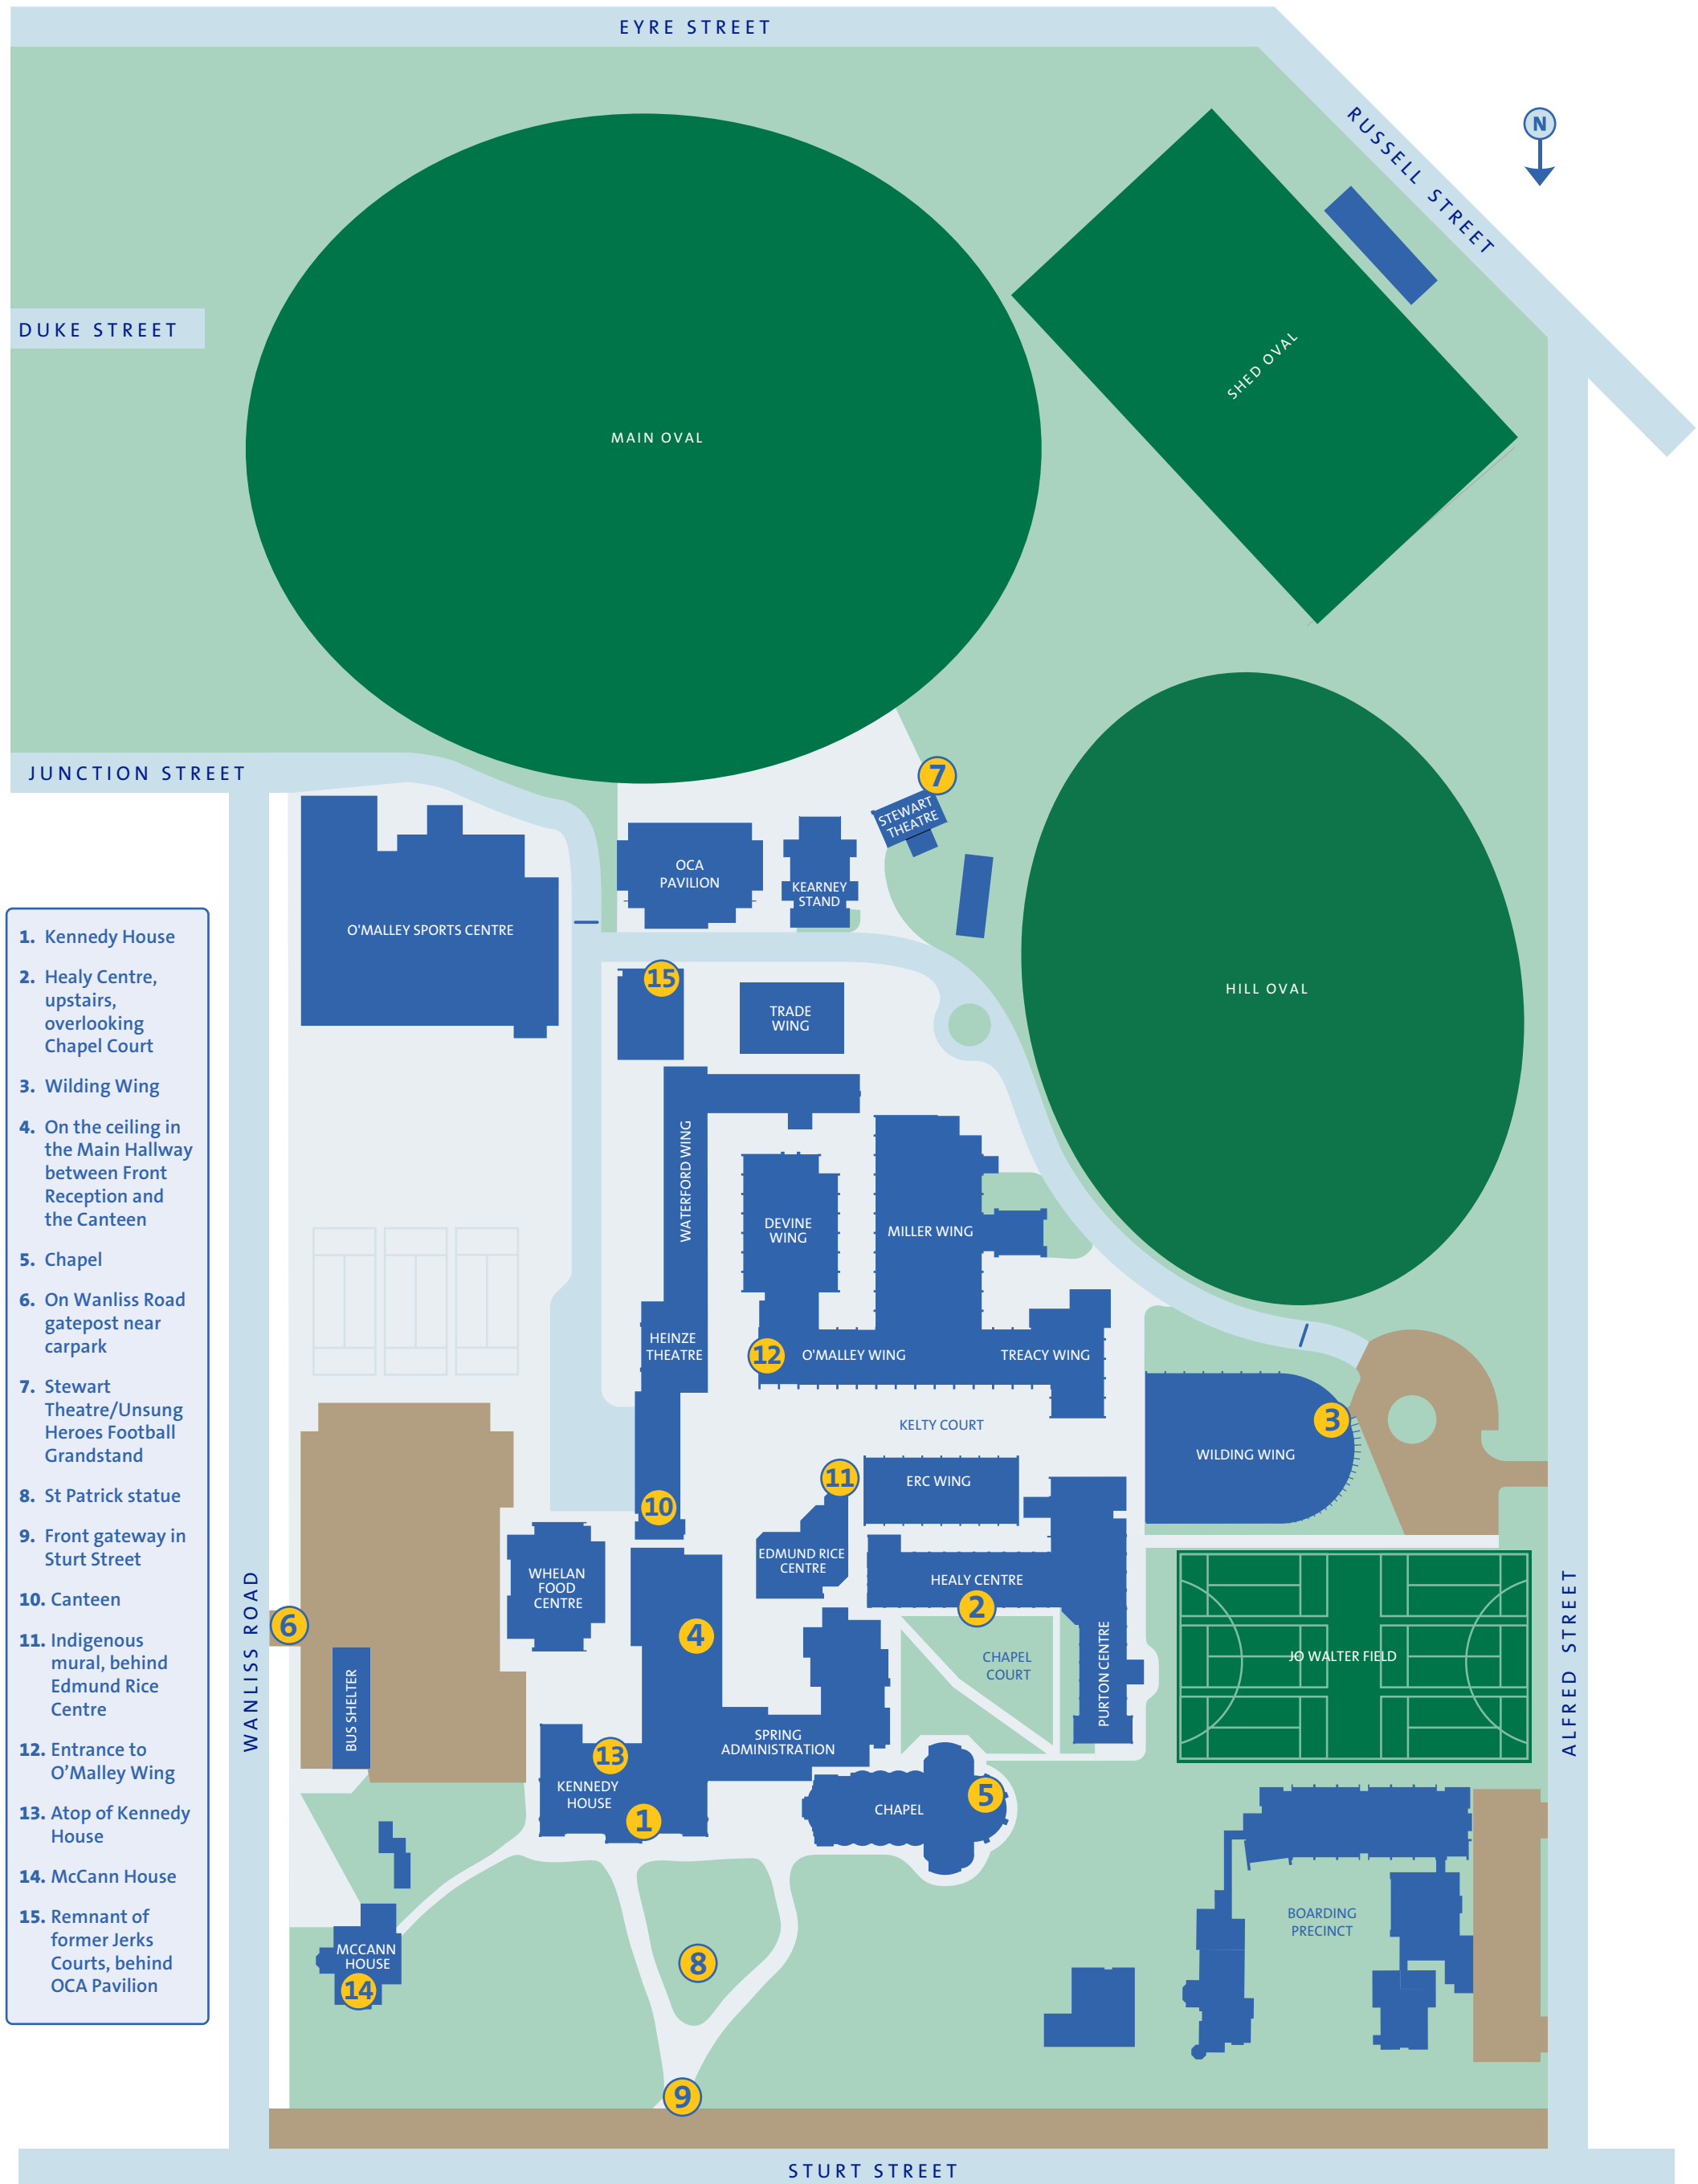 EYRE STREET
RUSSELL STREET
N
DUKE STREET
SHED OVAL
MAIN OVAL
JUNCTION STREET
7
STEWART
THEATRE
OCA
PAVILION
KEARNEY
STAND
O'MALLEY SPORTS CENTRE
15
TRADE
WING
HILL OVAL
1. Kennedy House
2. Healy Centre,
upstairs,
overlooking
Chapel Court
3. Wilding Wing
4. On the ceiling in
the Main Hallway
between Front
Reception and
the Canteen
5. Chapel
6. On Wanliss Road
gatepost near
carpark
7. Stewart
Theatre/Unsung
Heroes Football
Grandstand
8. St Patrick statue
9. Front gateway in
Sturt Street
10. Canteen
11. Indigenous
mural, behind
Edmund Rice
Centre
12. Entrance to
O’Malley Wing
13. Atop of Kennedy
House
14. McCann House
15. Remnant of
former Jerks
Courts, behind
OCA Pavilion
WATERFORD WING
DEVINE
WING
MILLER WING
HEINZE
THEATRE
12
O'MALLEY WING
TREACY WING
KELTY COURT
3
WILDING WING
11
ERC WING
10
EDMUND RICE
CENTRE
WHELAN
FOOD
CENTRE
HEALY CENTRE
2
6
4
WANLISS ROAD
BUS SHELTER
CHAPEL
COURT
PURTON CENTRE
JO WALTER FIELD
ALFRED STREET
SPRING
ADMINISTRATION
13
KENNEDY
HOUSE
1
CHAPEL
5
BOARDING
PRECINCT
MCCANN
HOUSE
14
8
9
STURT STREET